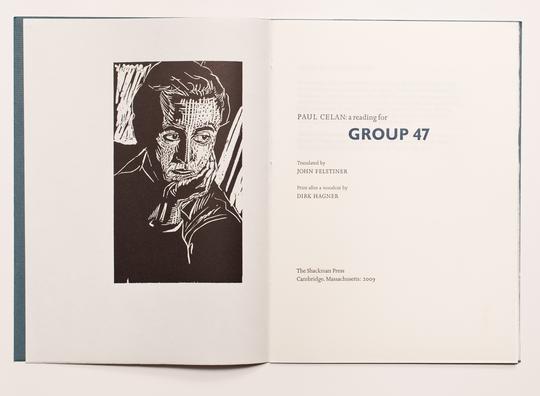 PAUL CELAN: a reading for
GROUP 47
Translated by
JOHN FELSTINER
Print after a woodcut by
DIRK HAGNER
The Shackman Press
Cambridge, Massachusetts: 2009